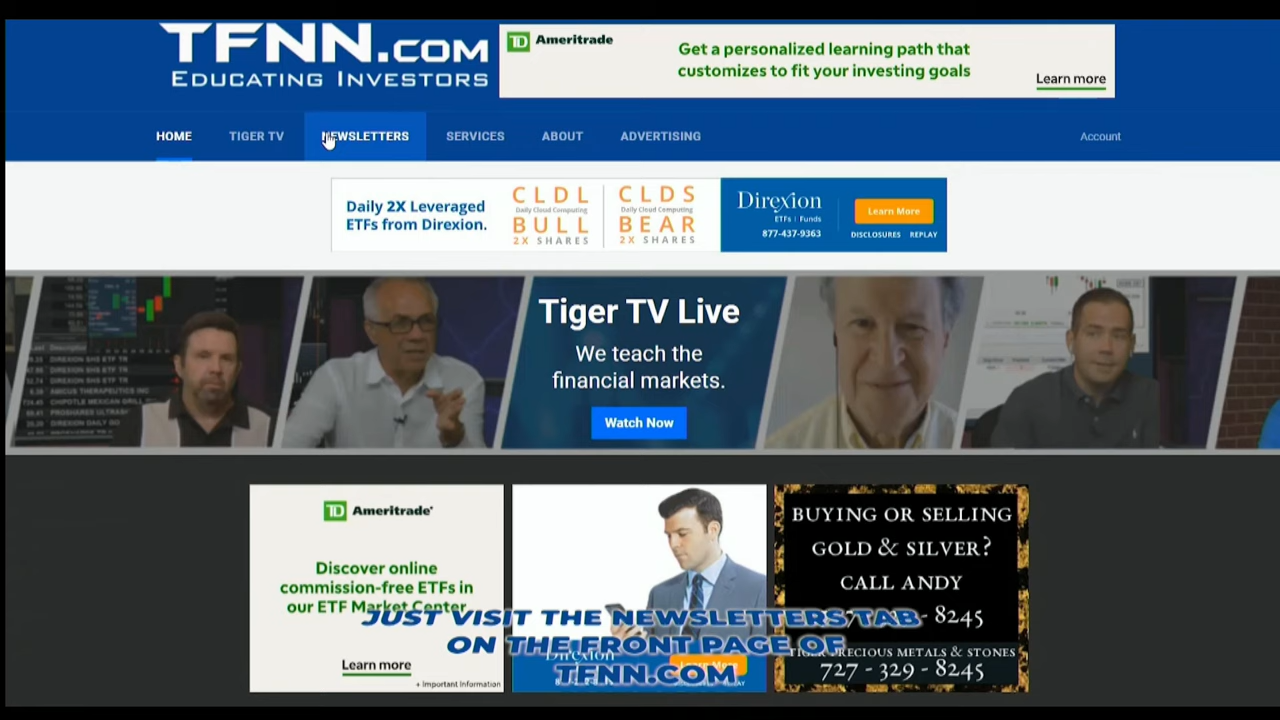 TFNN.COM
EDUCATING INVESTORS
TD Ameritrade
Get a personalized learning path that
customizes to fit your investing goals
Learn more
HOME TIGER TV NEWSLETTERS SERVICES ABOUT ADVERTISING Account
Daily 2X Leveraged
ETFs from Direxion.
CLDL
Daily Cloud Computing
BULL
2X SHARES
CLDS
Daily Cloud Computing
BEAR
2X SHARES
Direxion
ETFs | Funds
877-437-9363
Learn More
DISCLOSURES REPLAY
Tiger TV Live
We teach the
financial markets.
Watch Now
TD Ameritrade
Discover online
commission-free ETFs in
our ETF Market Center
Learn more
+ Important Information
Direxion
Learn More
BUYING OR SELLING
GOLD & SILVER?
CALL ANDY
8245
PRECIOUS METALS & STONES
727 - 329 - 8245
JUST VISIT THE NEWSLETTERS TAB
ON THE FRONT PAGE OF
TFNN.COM